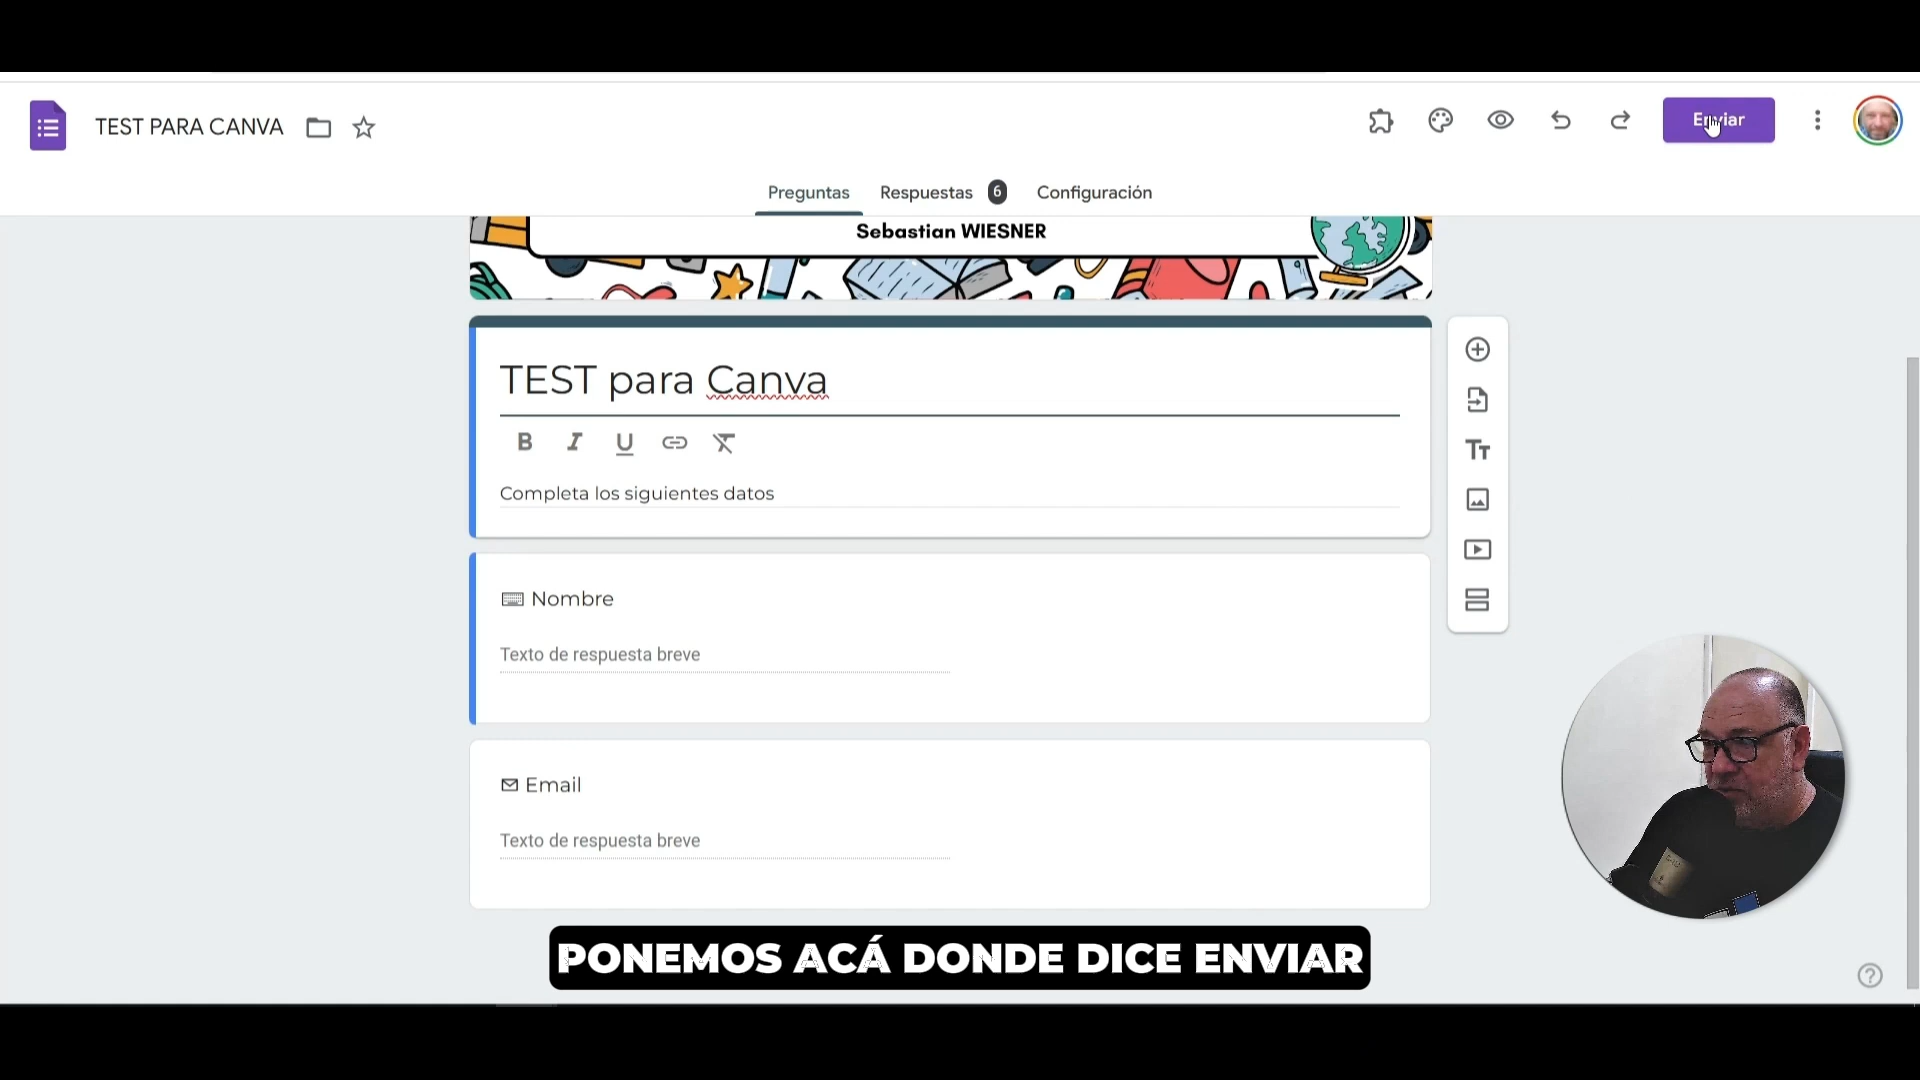 TEST PARA CANVA
Enviar
Preguntas
Respuestas
6
Configuración
Sebastian WIESNER
TEST para Canva
B I U
Completa los siguientes datos
Tт
Nombre
Texto de respuesta breve
Email
Texto de respuesta breve
PONEMOS ACÁ DONDE DICE ENVIAR